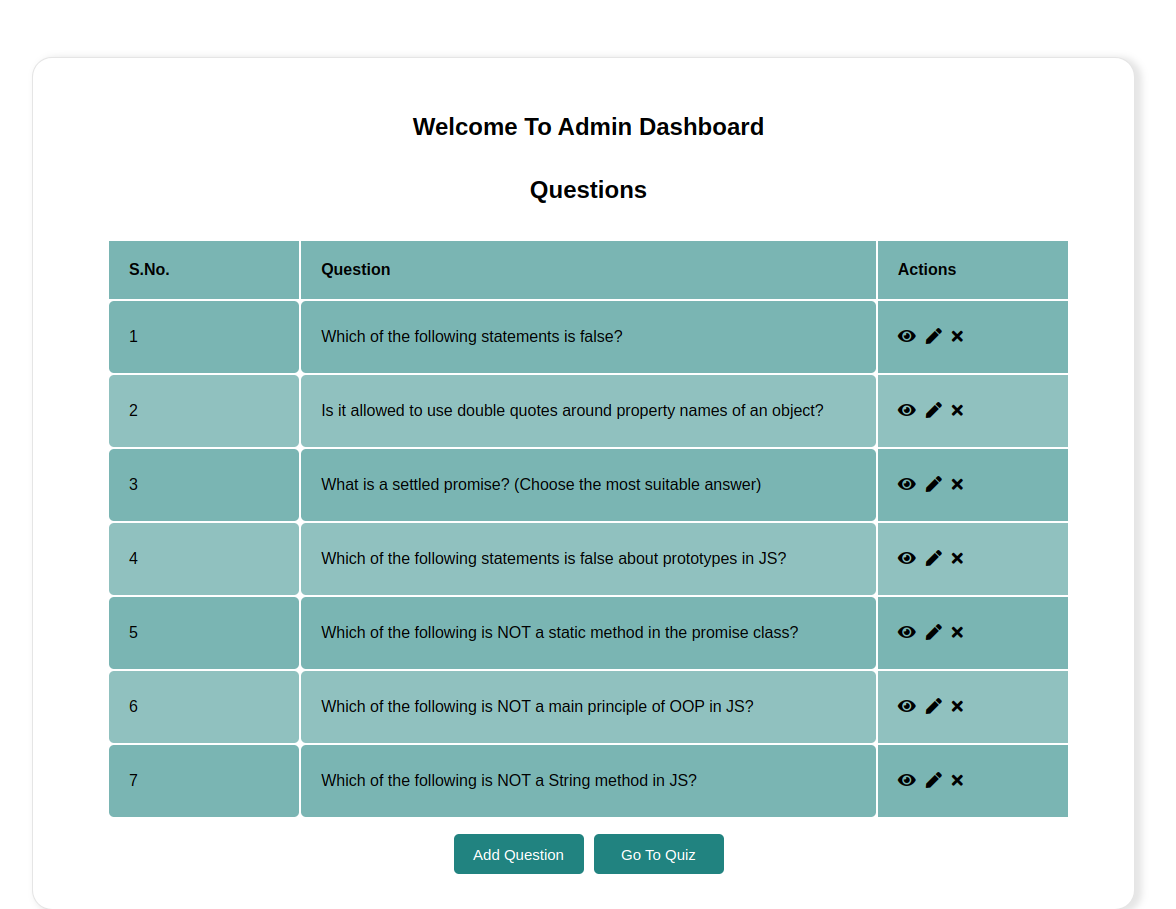 Welcome To Admin Dashboard
Questions
S.No. Question Actions
1 Which of the following statements is false?
2 Is it allowed to use double quotes around property names of an object?
3 What is a settled promise? (Choose the most suitable answer)
4 Which of the following statements is false about prototypes in JS?
5 Which of the following is NOT a static method in the promise class?
6 Which of the following is NOT a main principle of OOP in JS?
7 Which of the following is NOT a String method in JS?
Add Question Go To Quiz